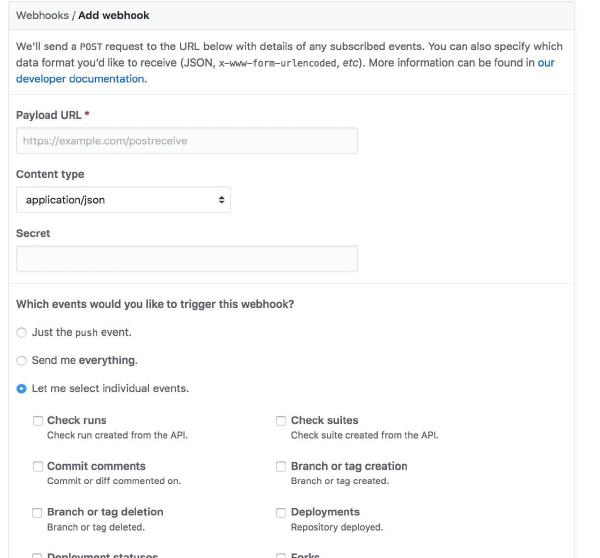 Webhooks / Add webhook
We'll send a POST request to the URL below with details of any subscribed events. You can also specify which
data format you'd like to receive (JSON, x-www-form-urlencoded, etc). More information can be found in our
developer documentation.
Payload URL *
https://example.com/postreceive
Content type
application/json
Secret
Which events would you like to trigger this webhook?
Just the push event.
Send me everything.
Let me select individual events.
Check runs
Check run created from the API.
Check suites
Check suite created from the API.
Commit comments
Commit or diff commented on.
Branch or tag creation
Branch or tag created.
Branch or tag deletion
Branch or tag deleted.
Deployments
Repository deployed.
Deployment statuses
Forks